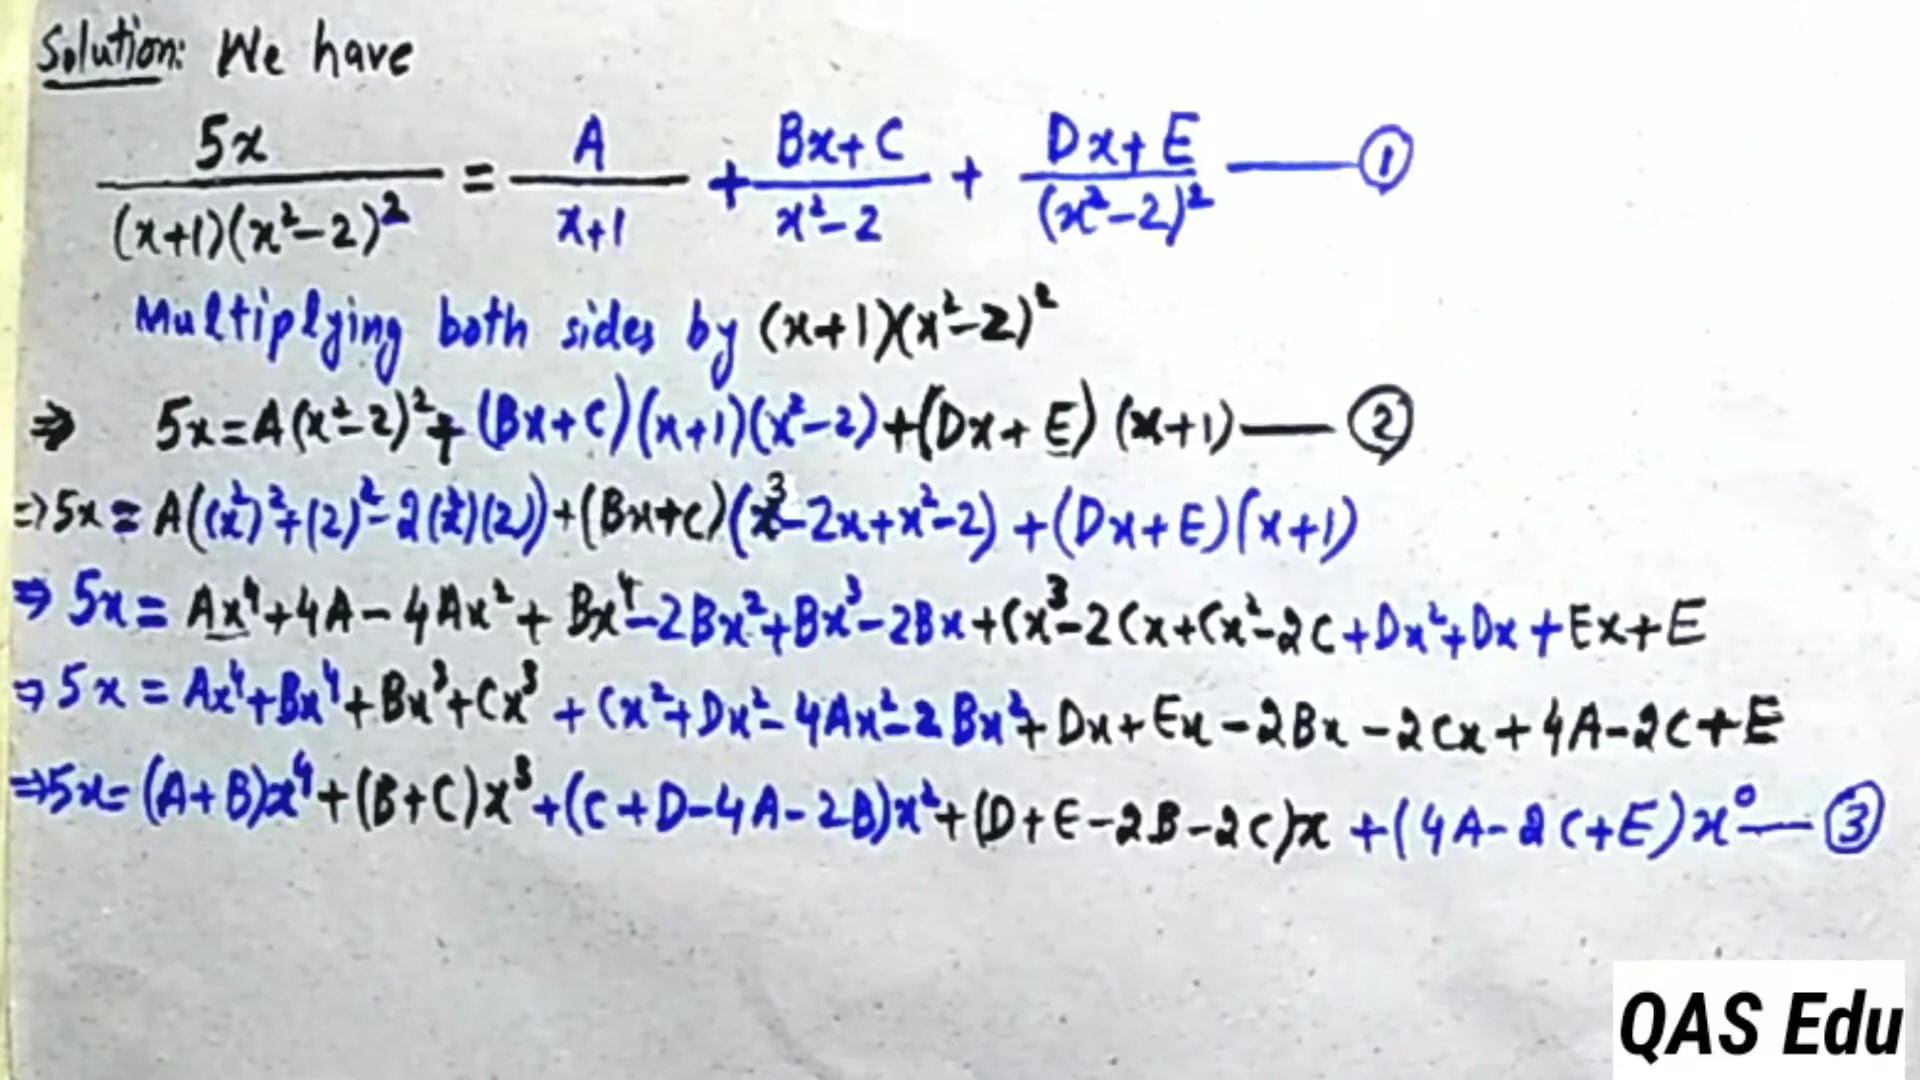 Solution: We have
5x / (x+1)(x²-2)² = A / x+1 + Bx+C / x²-2 + Dx+E / (x²-2)² — ①
Multiplying both sides by (x+1)(x²-2)²
⇒ 5x = A(x²-2)² + (Bx+C)(x+1)(x²-2) + (Dx+E)(x+1) — ②
⇒ 5x = A((x²)²+(2)²-2(x²)(2)) + (Bx+C)(x³-2x+x²-2) + (Dx+E)(x+1)
⇒ 5x = Ax⁴+4A-4Ax²+Bx⁴-2Bx²+Bx³-2Bx+Cx³-2Cx+Cx²-2C+Dx²+Dx+Ex+E
⇒ 5x = Ax⁴+Bx⁴+Bx³+Cx³+Cx²+Dx²-4Ax²-2Bx²+Dx+Ex-2Bx-2Cx+4A-2C+E
⇒ 5x = (A+B)x⁴+(B+C)x³+(C+D-4A-2B)x²+(D+E-2B-2C)x+(4A-2C+E)x⁰ — ③
QAS Edu